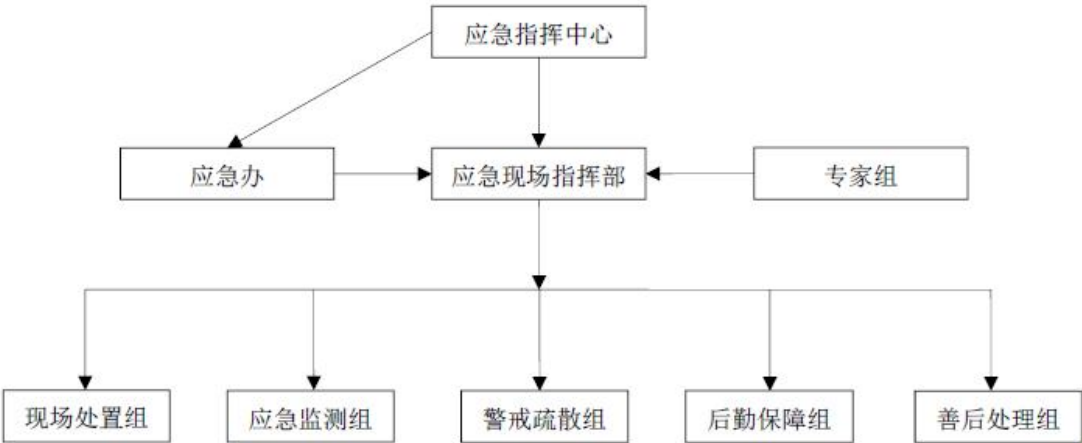 应急指挥中心
应急办
应急现场指挥部
专家组
现场处置组
应急监测组
警戒疏散组
后勤保障组
善后处理组